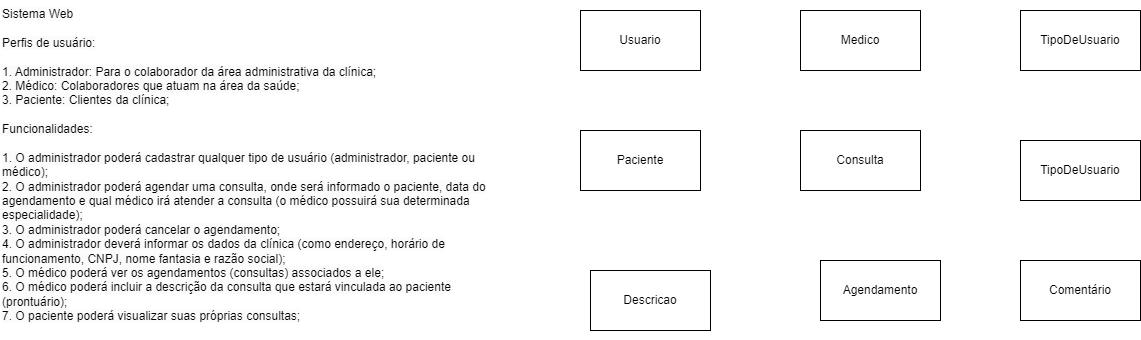 Sistema Web
Perfis de usuário:
1. Administrador: Para o colaborador da área administrativa da clínica;
2. Médico: Colaboradores que atuam na área da saúde;
3. Paciente: Clientes da clínica;
Funcionalidades:
1. O administrador poderá cadastrar qualquer tipo de usuário (administrador, paciente ou
médico);
2. O administrador poderá agendar uma consulta, onde será informado o paciente, data do
agendamento e qual médico irá atender a consulta (o médico possuirá sua determinada
especialidade);
3. O administrador poderá cancelar o agendamento;
4. O administrador deverá informar os dados da clínica (como endereço, horário de
funcionamento, CNPJ, nome fantasia e razão social);
5. O médico poderá ver os agendamentos (consultas) associados a ele;
6. O médico poderá incluir a descrição da consulta que estará vinculada ao paciente
(prontuário);
7. O paciente poderá visualizar suas próprias consultas;
Usuario
Medico
TipoDeUsuario
Paciente
Consulta
TipoDeUsuario
Descricao
Agendamento
Comentário